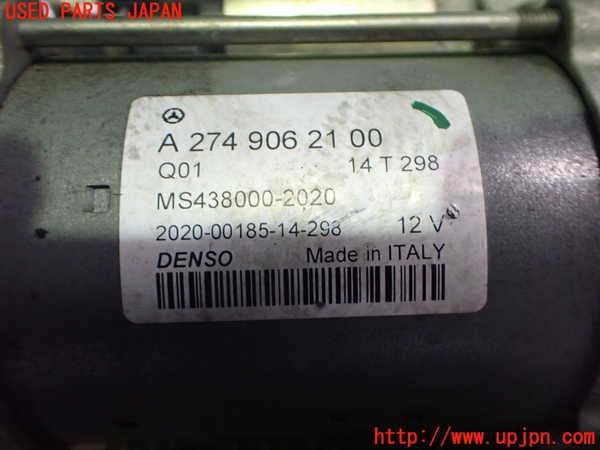 USED PARTS JAPAN
A 274 906 21 00
Q01 14 T 298
MS438000-2020
2020-00185-14-298 12 V
DENSO Made in ITALY
http://www.upjpn.com/